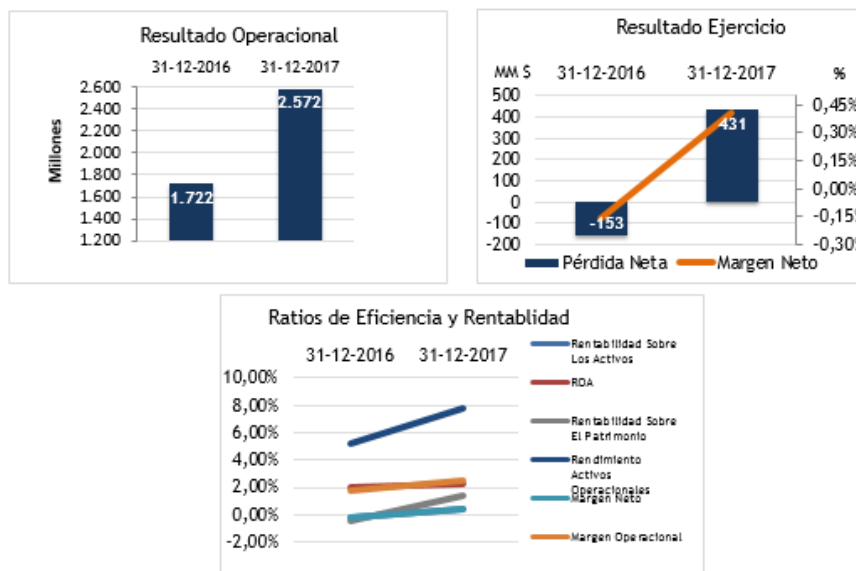 Resultado Operacional
31-12-2016 31-12-2017
Millones
2.600
2.400
2.200
2.000
1.800
1.600
1.400
1.200
2.572
1.722
Resultado Ejercicio
MM $ 31-12-2016 31-12-2017 %
500
400
300
200
100
0
-100
-200
0,45%
0,30%
0,15%
0,00%
-0,15%
-0,30%
431
-153
Pérdida Neta Margen Neto
Ratios de Eficiencia y Rentablidad
31-12-2016 31-12-2017
10,00%
8,00%
6,00%
4,00%
2,00%
0,00%
-2,00%
Rentabilidad Sobre
Los Activos
ROA
Rentabilidad Sobre
El Patrimonio
Rendimiento
Activos
Operacionales
Margen Neto
Margen Operacional